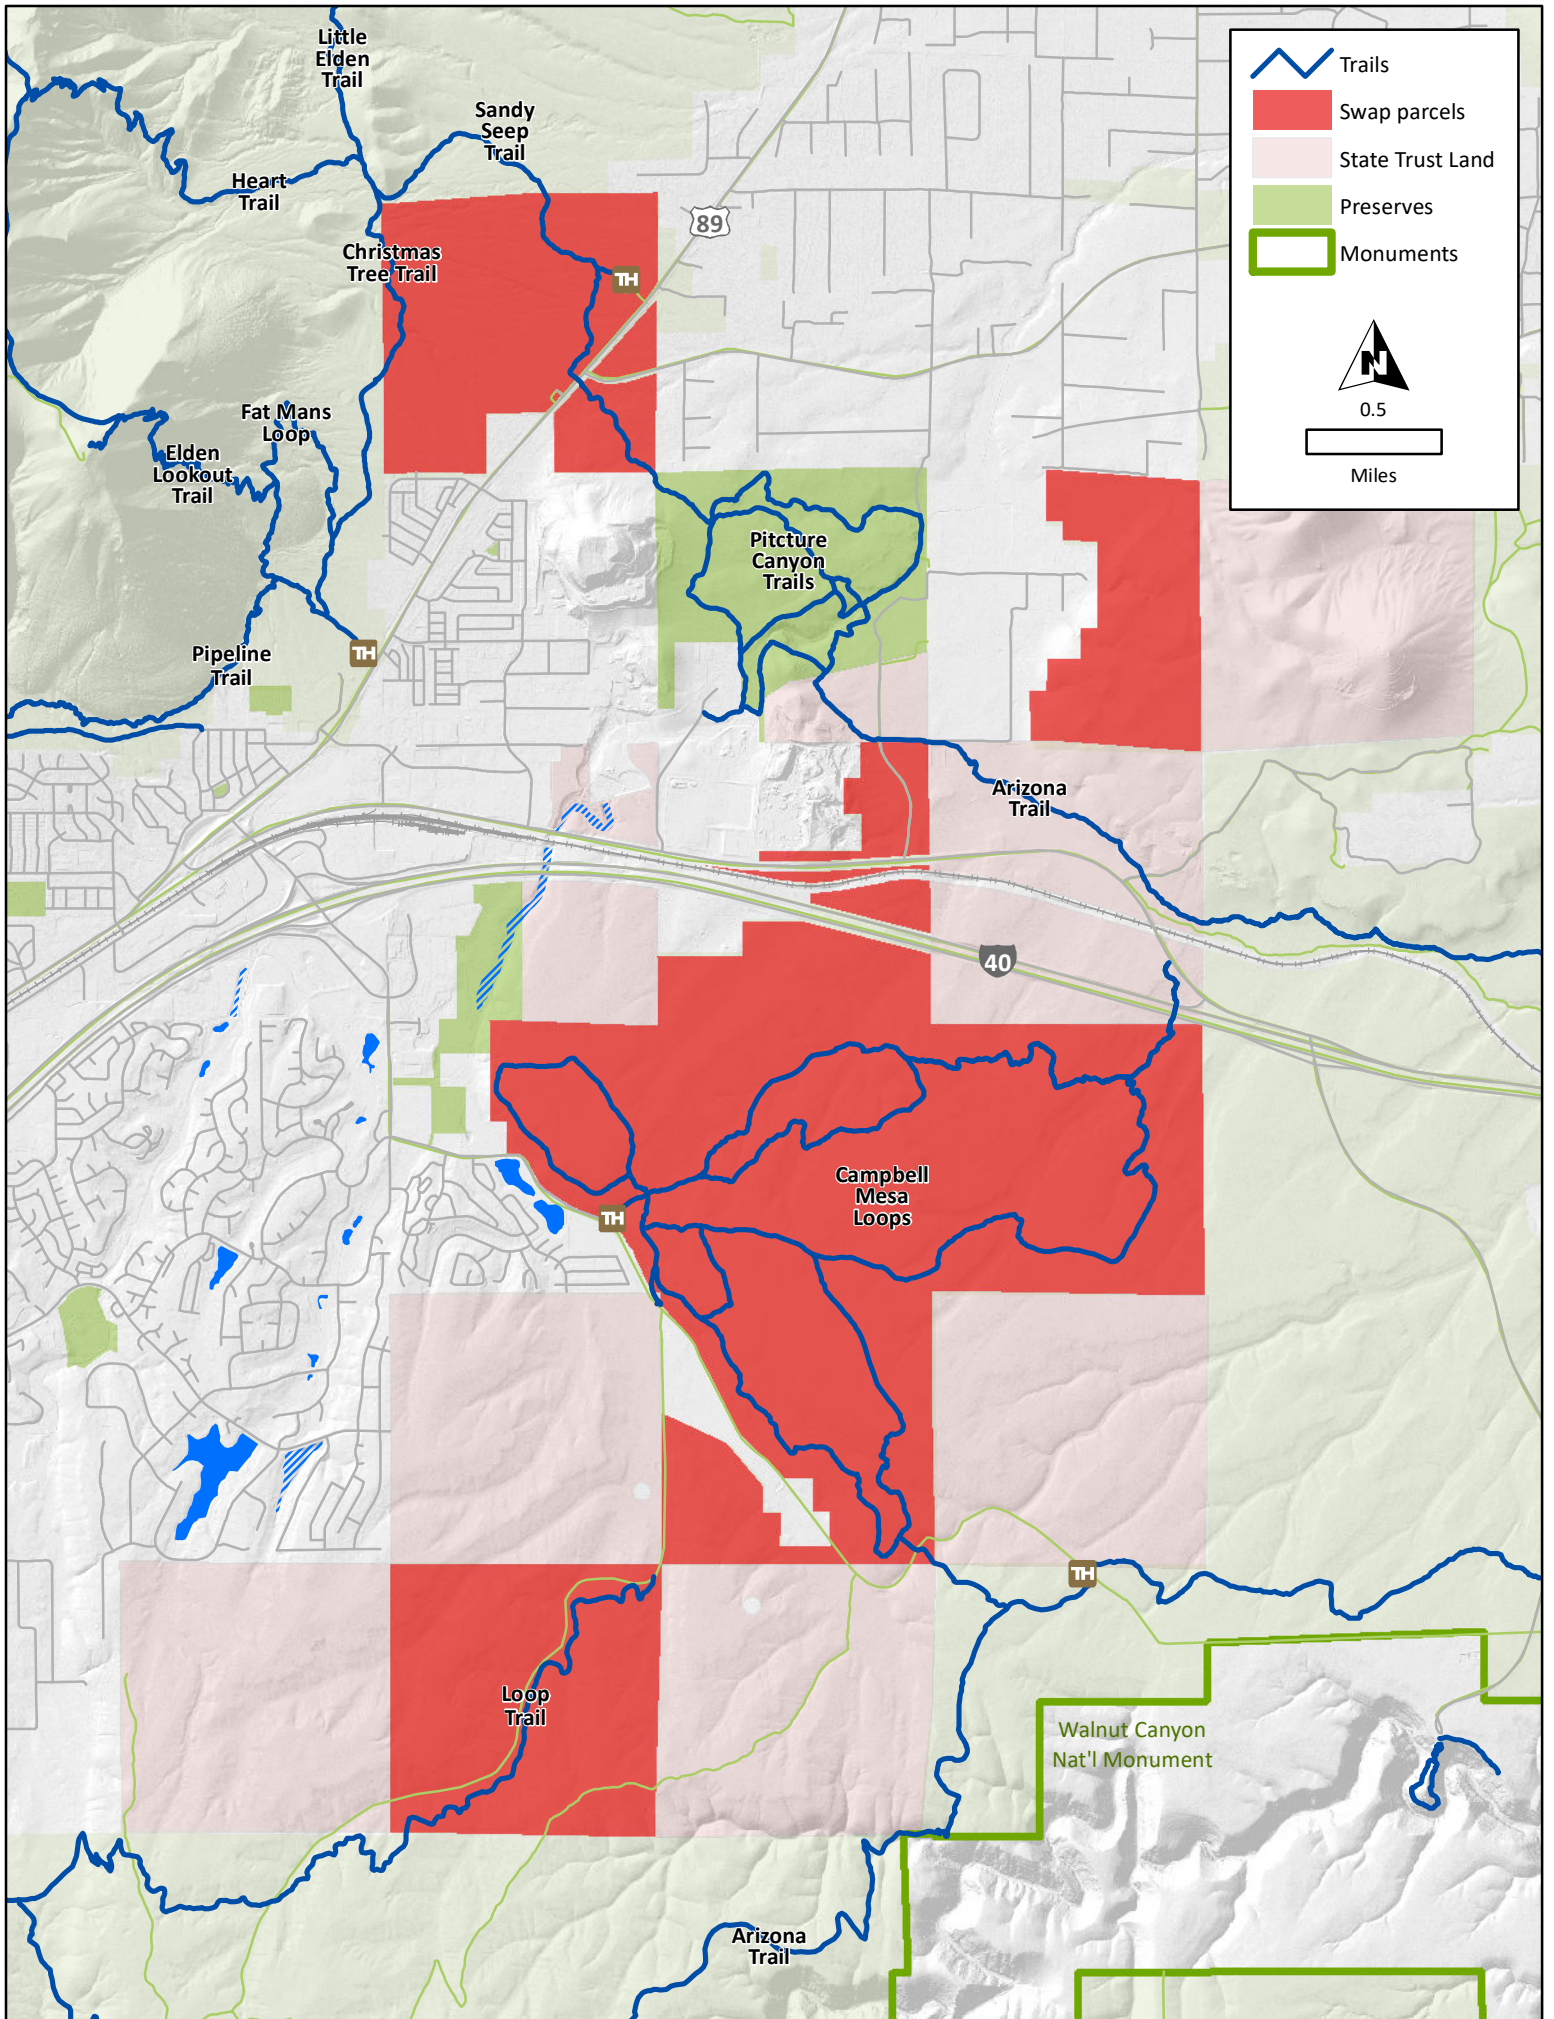 Little
Elden
Trail
Sandy
Seep
Trail
Heart
Trail
89
Christmas
Tree Trail
TH
Fat Mans
Loop
Elden
Lookout
Trail
Pitcture
Canyon
Trails
Pipeline
Trail
TH
Arizona
Trail
40
Campbell
Mesa
Loops
TH
TH
Loop
Trail
Walnut Canyon
Nat'l Monument
Arizona
Trail
Trails
Swap parcels
State Trust Land
Preserves
Monuments
N
0.5
Miles